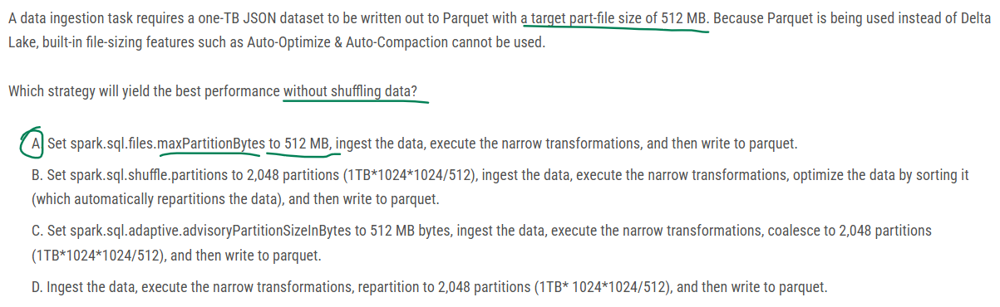 A data ingestion task requires a one-TB JSON dataset to be written out to Parquet with a target part-file size of 512 MB. Because Parquet is being used instead of Delta
Lake, built-in file-sizing features such as Auto-Optimize & Auto-Compaction cannot be used.
Which strategy will yield the best performance without shuffling data?
A Set spark.sql.files.maxPartitionBytes to 512 MB, ingest the data, execute the narrow transformations, and then write to parquet.
B. Set spark.sql.shuffle.partitions to 2,048 partitions (1TB*1024*1024/512), ingest the data, execute the narrow transformations, optimize the data by sorting it
(which automatically repartitions the data), and then write to parquet.
C. Set spark.sql.adaptive.advisoryPartitionSizeInBytes to 512 MB bytes, ingest the data, execute the narrow transformations, coalesce to 2,048 partitions
(1TB*1024*1024/512), and then write to parquet.
D. Ingest the data, execute the narrow transformations, repartition to 2,048 partitions (1TB* 1024*1024/512), and then write to parquet.